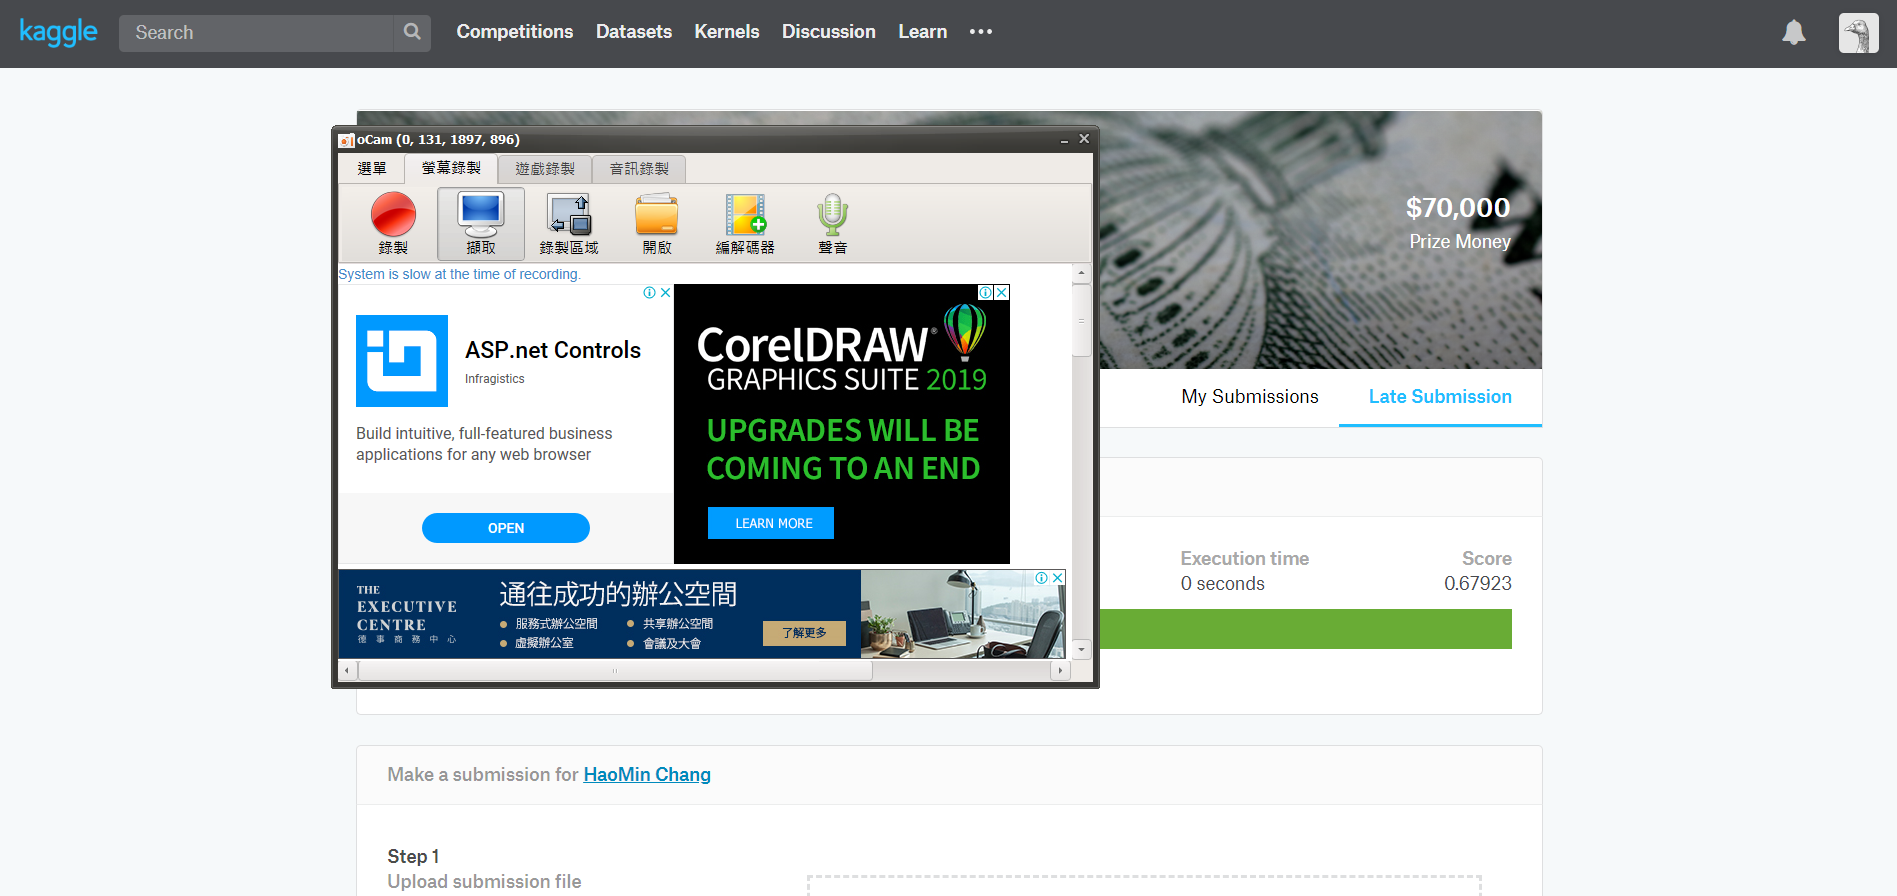 kaggle
Search
Competitions
Datasets
Kernels
Discussion
Learn
oCam (0, 131, 1897, 896)
選單
螢幕錄製
遊戲錄製
音訊錄製
錄製
擷取
錄製區域
開啟
編解碼器
聲音
System is slow at the time of recording.
ASP.net Controls
Infragistics
Build intuitive, full-featured business
applications for any web browser
OPEN
CorelDRAW®
GRAPHICS SUITE 2019
UPGRADES WILL BE
COMING TO AN END
LEARN MORE
THE
EXECUTIVE
CENTRE
德事商務中心
通往成功的辦公空間
服務式辦公空間
共享辦公空間
虛擬辦公室
會議及大會
了解更多
$70,000
Prize Money
My Submissions
Late Submission
Execution time
Score
0 seconds
0.67923
Make a submission for HaoMin Chang
Step 1
Upload submission file